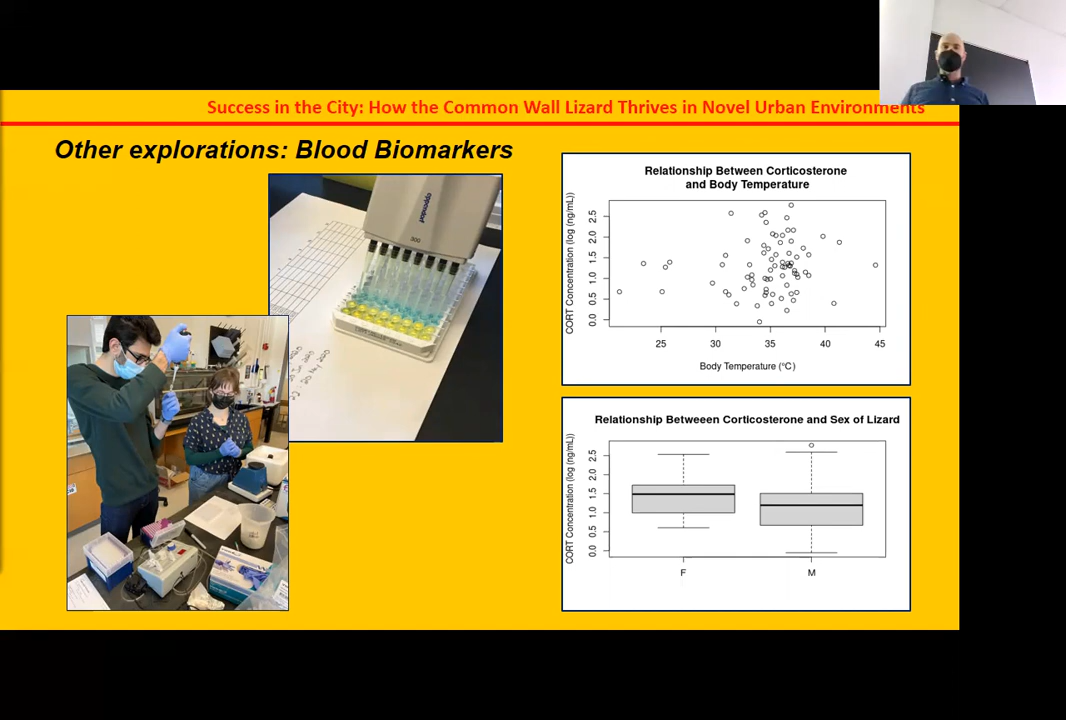 Success in the City: How the Common Wall Lizard Thrives in Novel Urban Environments
Other explorations: Blood Biomarkers
eppendorf
300
Relationship Between Corticosterone
and Body Temperature
CORT Concentration (log (ng/mL))
2.5
2.0
1.5
1.0
0.5
0.0
25 30 35 40 45
Body Temperature (°C)
Relationship Betweeen Corticosterone and Sex of Lizard
CORT Concentration (log (ng/mL))
2.5
2.0
1.5
1.0
0.5
0.0
F M